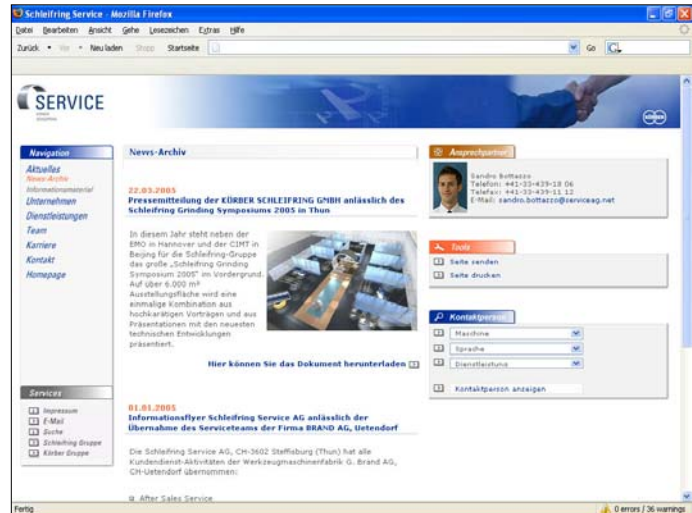 Schleifring Service - Mozilla Firefox
Datei Bearbeiten Ansicht Gehe Lesezeichen Extras Hilfe
Zurück Vor Neu laden Stopp Startseite Go
SERVICE
KÖRBER
Navigation
Aktuelles
News-Archiv
Informationsmaterial
Unternehmen
Dienstleistungen
Team
Karriere
Kontakt
Homepage
Services
Impressum
E-Mail
Suche
Schleifring Gruppe
Körber Gruppe
News-Archiv
22.03.2005
Pressemitteilung der KÖRBER SCHLEIFRING GMBH anlässlich des
Schleifring Grinding Symposiums 2005 in Thun
In diesem Jahr steht neben der
EMO in Hannover und der CIMT in
Beijing für die Schleifring-Gruppe
das große „Schleifring Grinding
Symposium 2005" im Vordergrund.
Auf über 6.000 m²
Ausstellungsfläche wird eine
einmalige Kombination aus
hochkarätigen Vorträgen und aus
Präsentationen mit den neuesten
technischen Entwicklungen
präsentiert.
Hier können Sie das Dokument herunterladen
01.01.2005
Informationsflyer Schleifring Service AG anlässlich der
Übernahme des Serviceteams der Firma BRAND AG, Uetendorf
Die Schleifring Service AG, CH-3602 Steffisburg (Thun) hat alle
Kundendienst-Aktivitäten der Werkzeugmaschinenfabrik G. Brand AG,
CH-Uetendorf übernommen:
After Sales Service
Ansprechpartner
Sandro Bottazzo
Telefon: +41-33-439-18 06
Telefax: +41-33-439-11 12
E-Mail: sandro.bottazzo@serviceag.net
Tools
Seite senden
Seite drucken
Kontaktperson
Maschine
Sprache
Dienstleistung
Kontaktperson anzeigen
Fertig
0 errors / 36 warnings